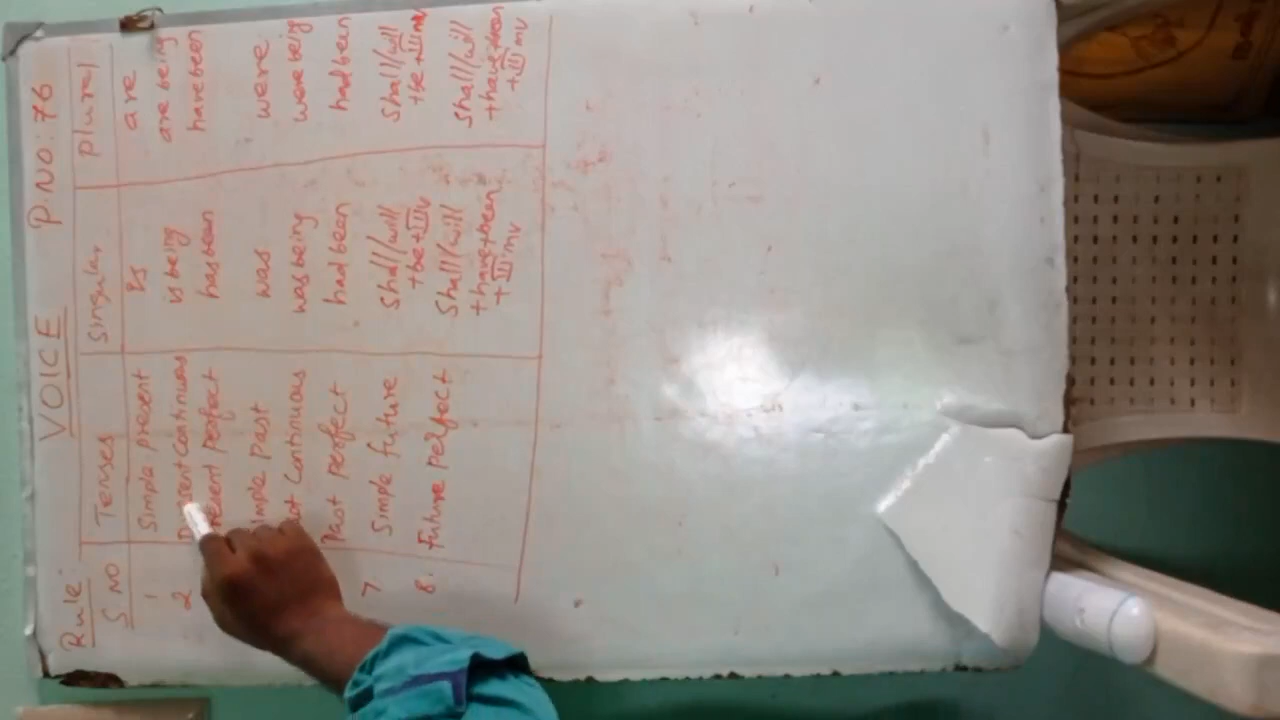 Rule: VOICE P.NO: 76
S NO Tenses Singular Plural
1 Simple present is are
2 Present Continuous is being are being
Present perfect has been have been
Simple Past was were
Past Continuous was being were being
Past perfect had been had been
7 Simple future Shall/will Shall/will
+be+IIIv +be+IIImv
8. Future perfect Shall/will Shall/will
+have+been +have+been
+III mv +III mv